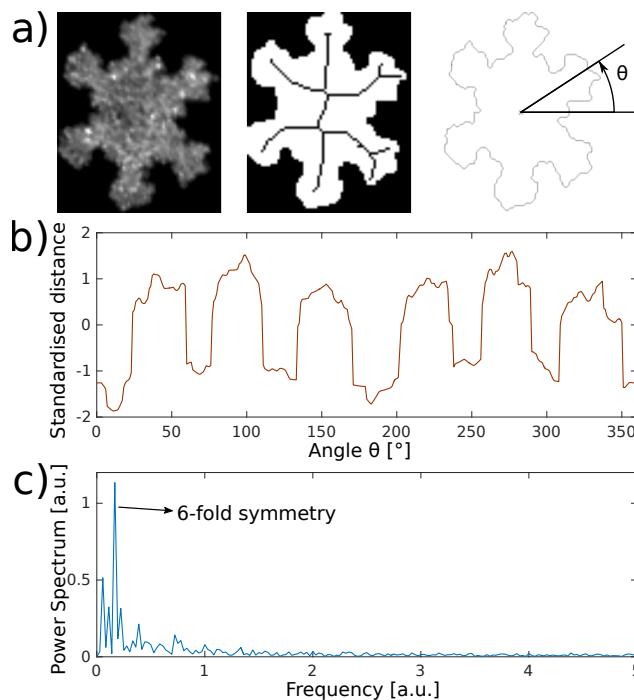 a)
θ
b)
Standardised distance
2
1
0
-1
-2
0 50 100 150 200 250 300 350
Angle θ [°]
c)
Power Spectrum [a.u.]
1
0.5
0
6-fold symmetry
0 1 2 3 4 5
Frequency [a.u.]